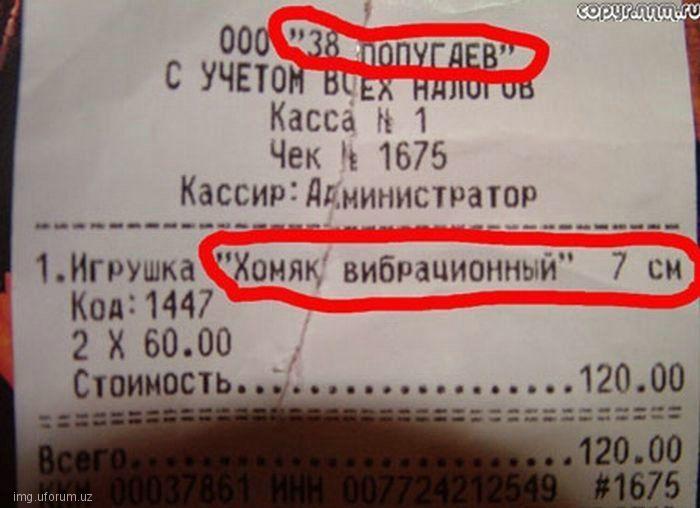 copyr.nnm.ru
ООО "38 ПОПУГАЕВ"
С УЧЕТОМ ВСЕХ НАЛОГОВ
Касса № 1
Чек № 1675
Кассир: Администратор
1.Игрушка "Хомяк вибрационный" 7 см
Код: 1447
2 X 60.00
Стоимость....................120.00
Всего..........................120.00
ККМ 00037861 ИНН 007724212549 #1675
img.uforum.uz